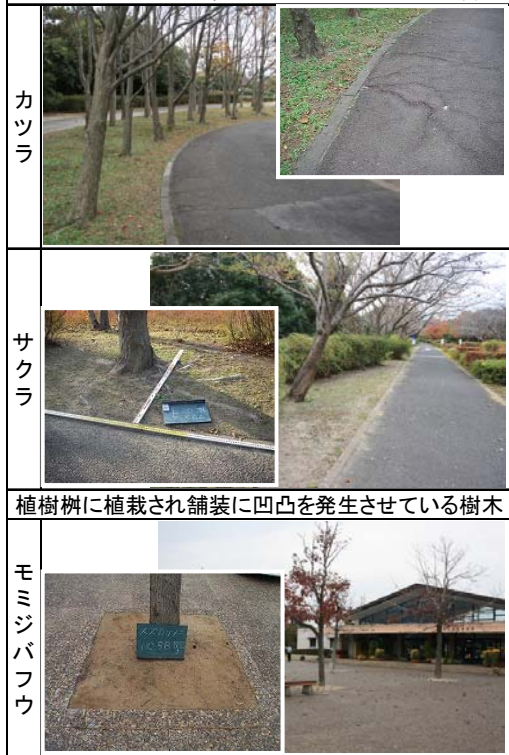 カツラ
サクラ
植樹桝に植栽され舗装に凹凸を発生させている樹木
モミジバフウ